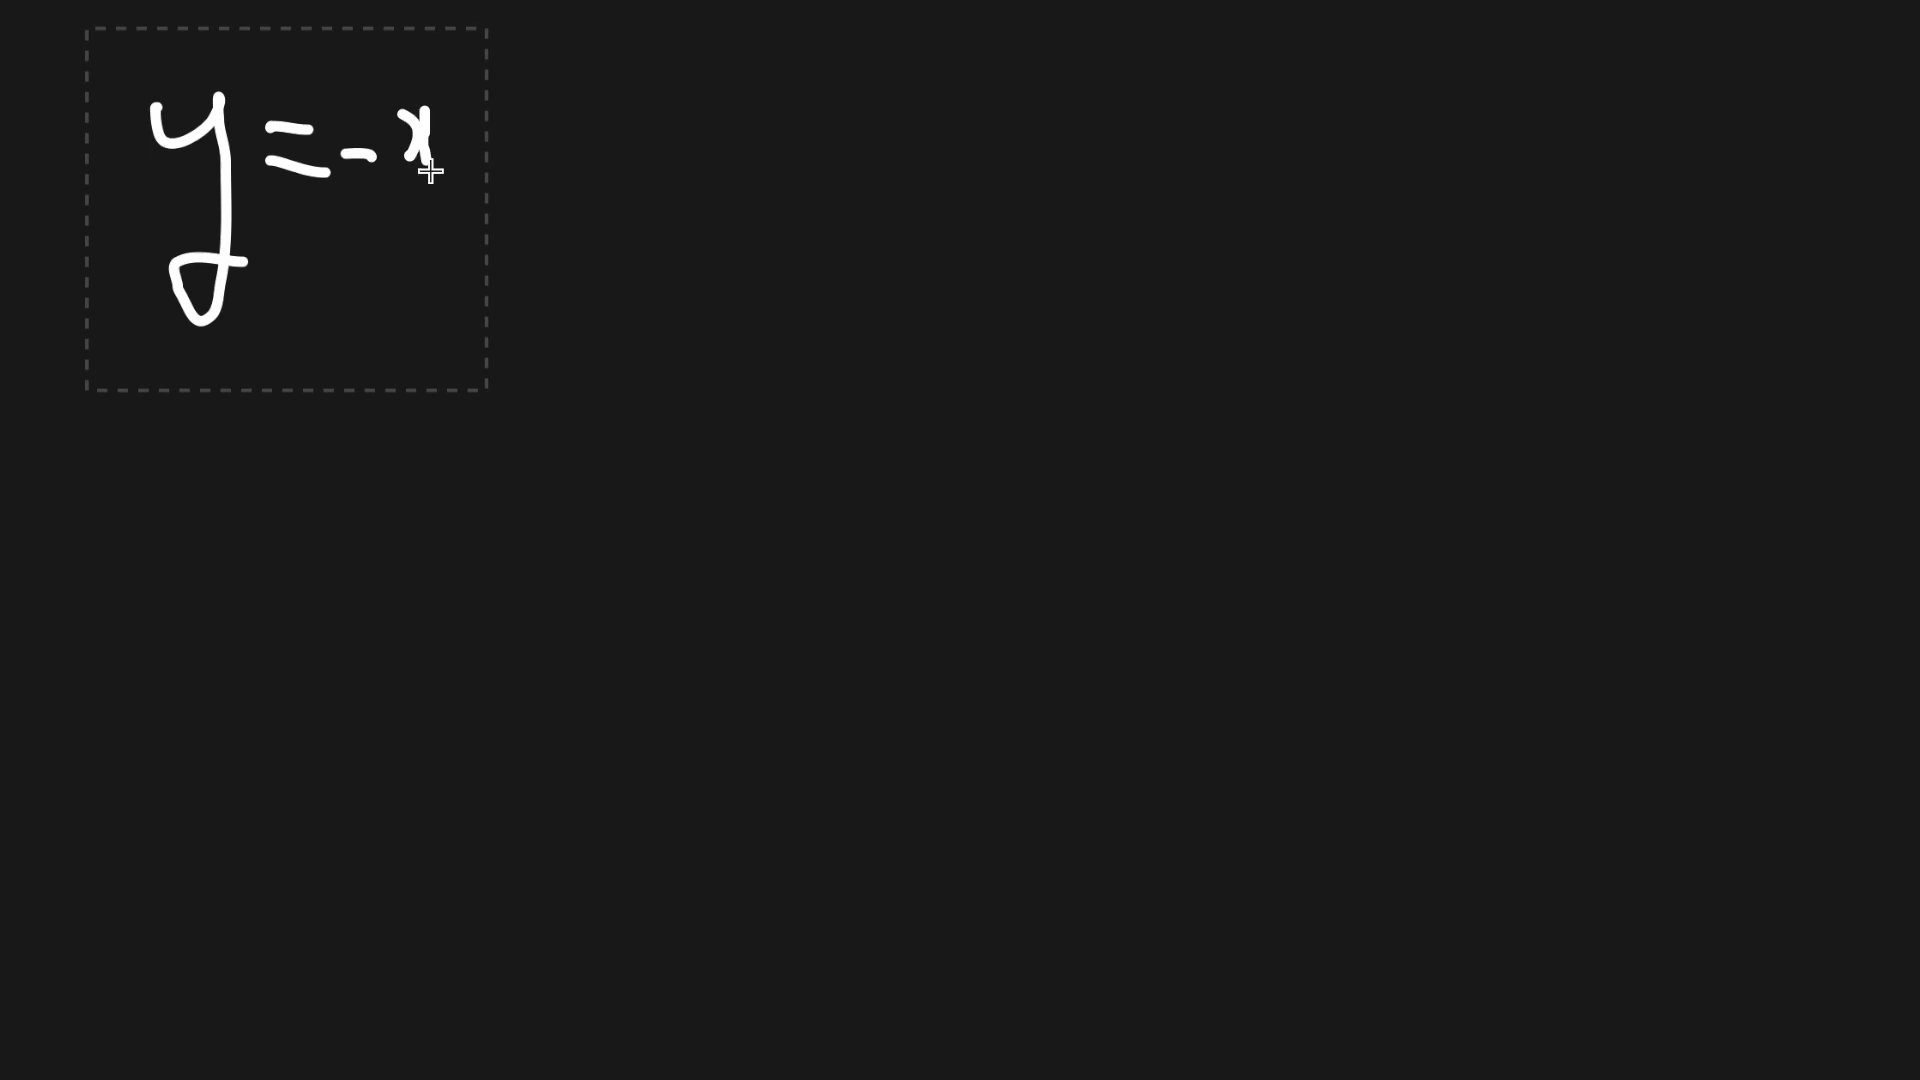 y = - x